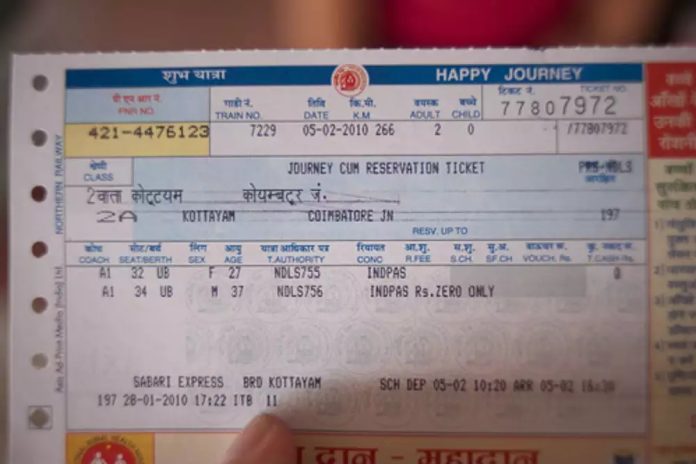 शुभ यात्रा HAPPY JOURNEY
पी एन आर नं. गाड़ी नं. तिथि कि.मी. वयस्क बच्चे टिकट नं. TICKET NO.
PNR NO. TRAIN NO. DATE K.M ADULT CHILD 77807972
421-4476123 7229 05-02-2010 266 2 0 /77807972
श्रेणी CLASS JOURNEY CUM RESERVATION TICKET
2वाता कोट्टयम कोयम्बटूर जं.
2A KOTTAYAM COIMBATORE JN 197
RESV. UP TO
कोच सीट/बर्थ लिंग आयु यात्रा अधिकार पत्र रियायत आ.शु. स.शु. सु.अ. वाऊचर रू.
COACH SEAT/BERTH SEX AGE T.AUTHORITY CONC R.FEE S.CH. SF.CH VOUCH. Rs. T.CASH Rs.
A1 32 UB F 27 NDLS755 INDPAS 0
A1 34 UB M 37 NDLS756 INDPAS Rs.ZERO ONLY
SABARI EXPRESS BRD KOTTAYAM SCH DEP 05-02 10:20 ARR 05-02
197 28-01-2010 17:22 ITB 11
दान - महादान
NORTHERN RAILWAY
बच्चे
आँखों
उनकी